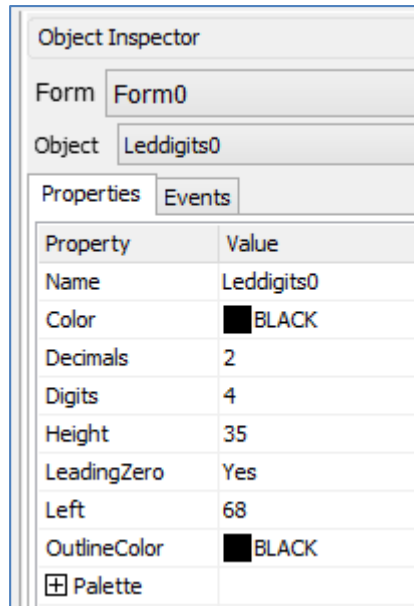 Object Inspector
Form Form0
Object Leddigits0
Properties Events
Property Value
Name Leddigits0
Color BLACK
Decimals 2
Digits 4
Height 35
LeadingZero Yes
Left 68
OutlineColor BLACK
Palette